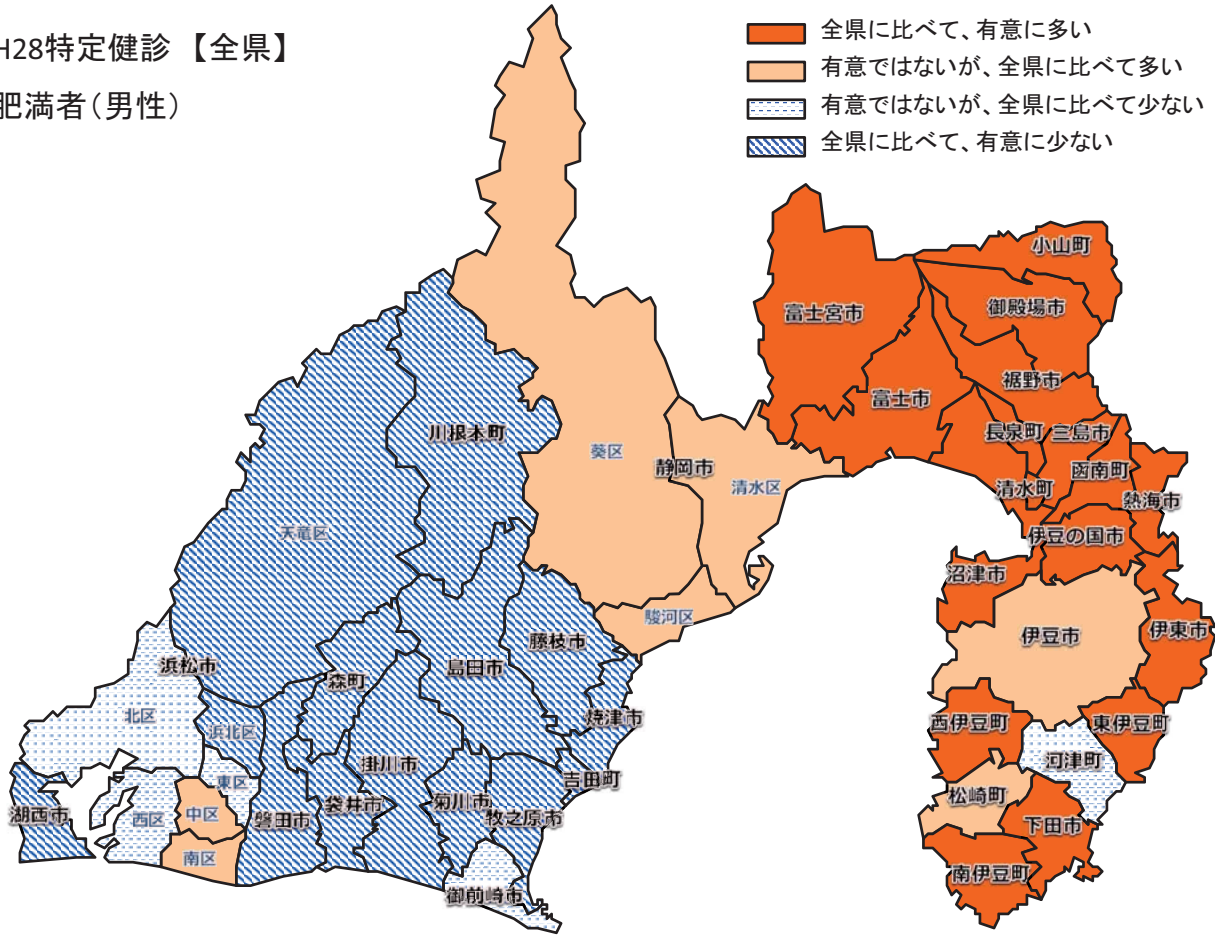 H28特定健診 【全県】
肥満者(男性)
全県に比べて、有意に多い
有意ではないが、全県に比べて多い
有意ではないが、全県に比べて少ない
全県に比べて、有意に少ない
小山町
御殿場市
富士宮市
裾野市
富士市
川根本町
長泉町
三島市
葵区
静岡市
函南町
清水区
清水町
熱海市
天竜区
伊豆の国市
沼津市
駿河区
伊豆市
伊東市
藤枝市
浜松市
島田市
森町
北区
焼津市
西伊豆町
東伊豆町
浜北区
河津町
掛川市
東区
吉田町
松崎町
湖西市
西区
中区
磐田市
袋井市
菊川市
牧之原市
下田市
南区
南伊豆町
御前崎市